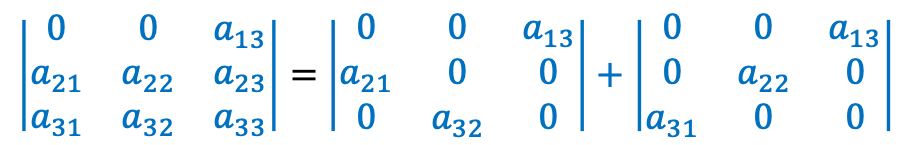 | 0 0 a₁₃ | = | 0 0 a₁₃ | + | 0 0 a₁₃ |
| a₂₁ a₂₂ a₂₃ | = | a₂₁ 0 0 | + | 0 a₂₂ 0 |
| a₃₁ a₃₂ a₃₃ | = | 0 a₃₂ 0 | + | a₃₁ 0 0 |